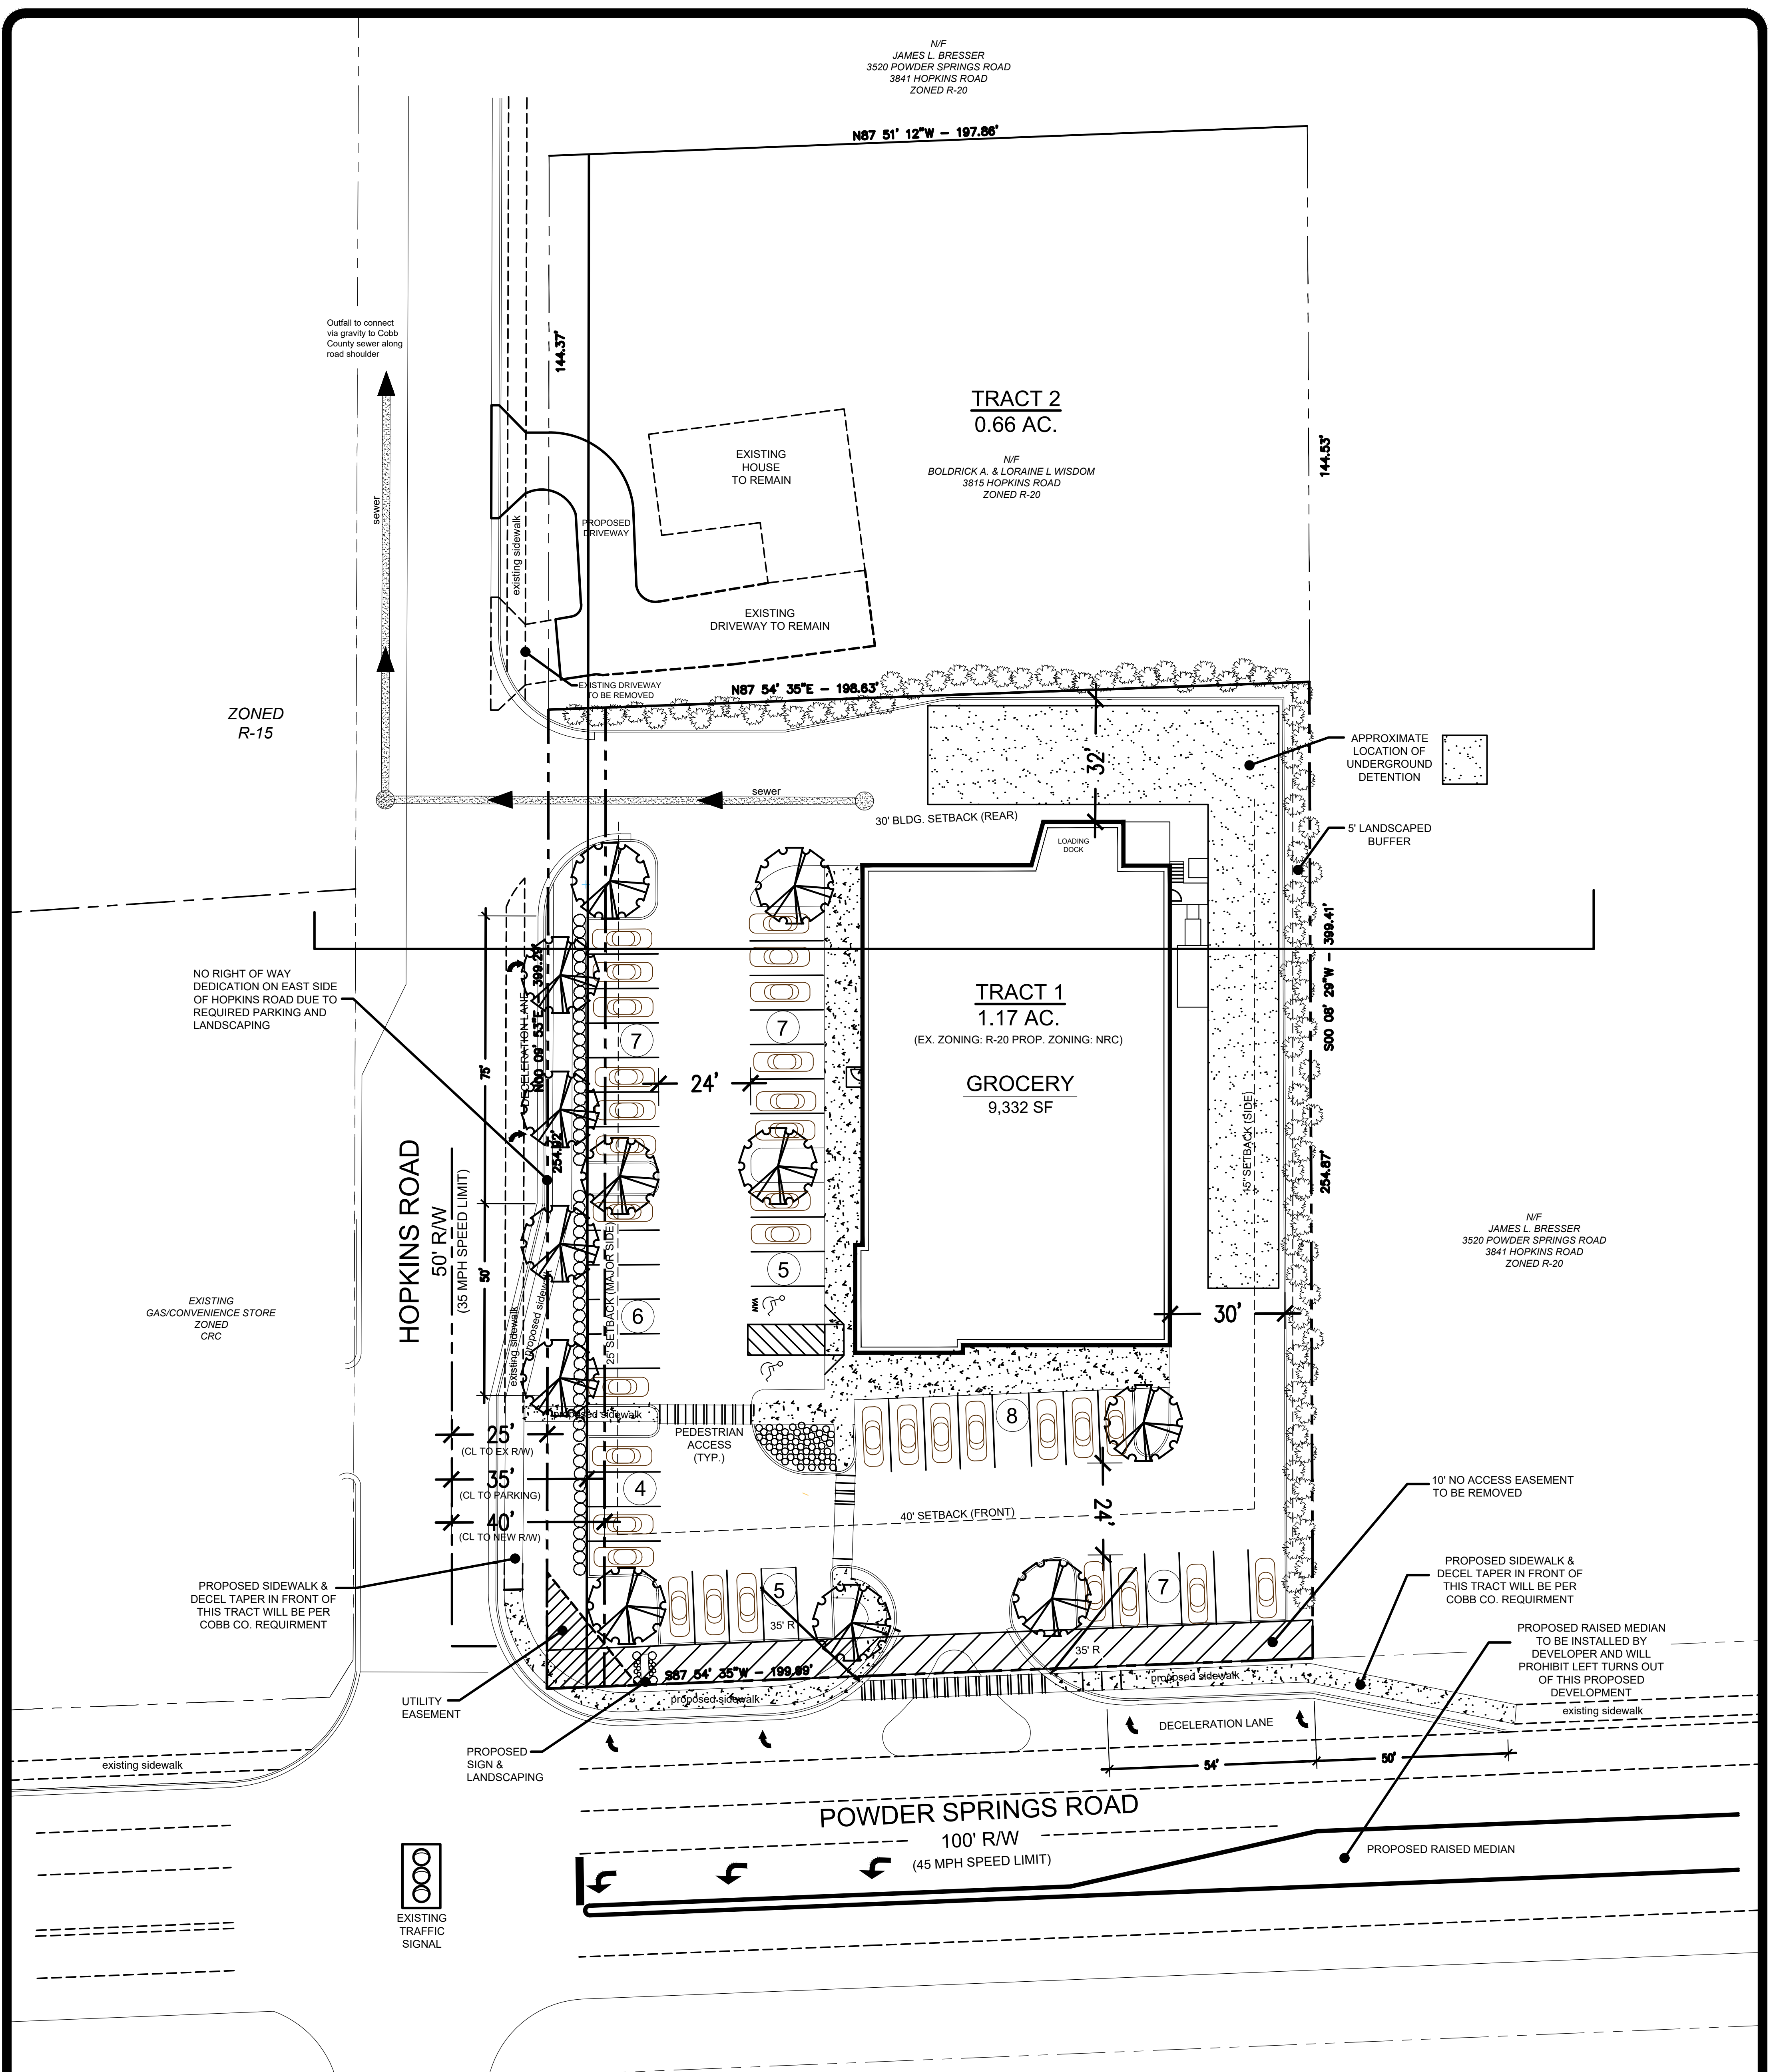 N/F
JAMES L. BRESSER
3520 POWDER SPRINGS ROAD
3841 HOPKINS ROAD
ZONED R-20
N87 51' 12"W – 197.86'
Outfall to connect
via gravity to Cobb
County sewer along
road shoulder
144.37'
TRACT 2
0.66 AC.
N/F
BOLDRICK A. & LORAINE L WISDOM
3815 HOPKINS ROAD
ZONED R-20
144.53'
EXISTING
HOUSE
TO REMAIN
sewer
existing sidewalk
PROPOSED
DRIVEWAY
EXISTING
DRIVEWAY TO REMAIN
EXISTING DRIVEWAY
TO BE REMOVED
N87 54' 35"E – 198.63'
ZONED
R-15
32'
APPROXIMATE
LOCATION OF
UNDERGROUND
DETENTION
sewer
30' BLDG. SETBACK (REAR)
LOADING
DOCK
5' LANDSCAPED
BUFFER
NO RIGHT OF WAY
DEDICATION ON EAST SIDE
OF HOPKINS ROAD DUE TO
REQUIRED PARKING AND
LANDSCAPING
DECELERATION LANE
N00 09' 53"E
254.92'
75'
50'
7
7
24'
TRACT 1
1.17 AC.
(EX. ZONING: R-20 PROP. ZONING: NRC)
GROCERY
9,332 SF
15' SETBACK (SIDE)
S00 08' 29"W – 399.41'
254.87'
HOPKINS ROAD
50' R/W
(35 MPH SPEED LIMIT)
EXISTING
GAS/CONVENIENCE STORE
ZONED
CRC
existing sidewalk
proposed sidewalk
25' SETBACK (MAJOR SIDE)
6
5
VAN
30'
N/F
JAMES L. BRESSER
3520 POWDER SPRINGS ROAD
3841 HOPKINS ROAD
ZONED R-20
proposed sidewalk
PEDESTRIAN
ACCESS
(TYP.)
8
25'
(CL TO EX R/W)
35'
(CL TO PARKING)
40'
(CL TO NEW R/W)
4
40' SETBACK (FRONT)
24'
10' NO ACCESS EASEMENT
TO BE REMOVED
PROPOSED SIDEWALK &
DECEL TAPER IN FRONT OF
THIS TRACT WILL BE PER
COBB CO. REQUIRMENT
5
35' R
7
35' R
PROPOSED SIDEWALK &
DECEL TAPER IN FRONT OF
THIS TRACT WILL BE PER
COBB CO. REQUIRMENT
PROPOSED RAISED MEDIAN
TO BE INSTALLED BY
DEVELOPER AND WILL
PROHIBIT LEFT TURNS OUT
OF THIS PROPOSED
DEVELOPMENT
UTILITY
EASEMENT
S87 54' 35"W – 199.89'
proposed sidewalk
proposed sidewalk
existing sidewalk
DECELERATION LANE
54'
50'
PROPOSED
SIGN &
LANDSCAPING
existing sidewalk
POWDER SPRINGS ROAD
100' R/W
(45 MPH SPEED LIMIT)
PROPOSED RAISED MEDIAN
EXISTING
TRAFFIC
SIGNAL